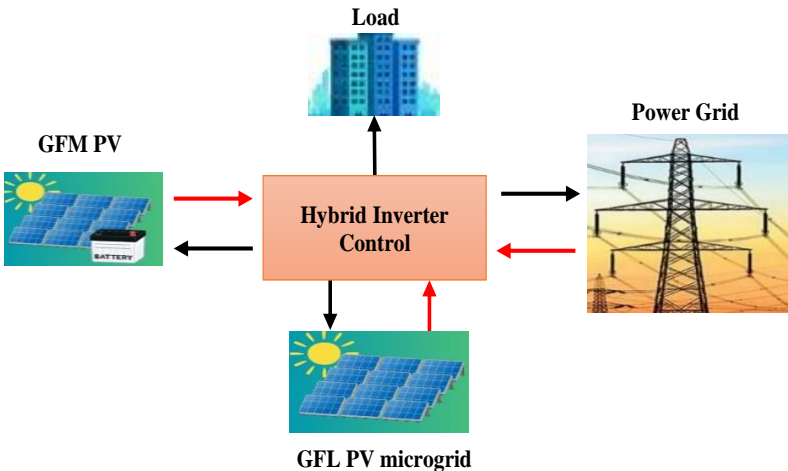 Load
Power Grid
GFM PV
BATTERY
Hybrid Inverter
Control
GFL PV microgrid